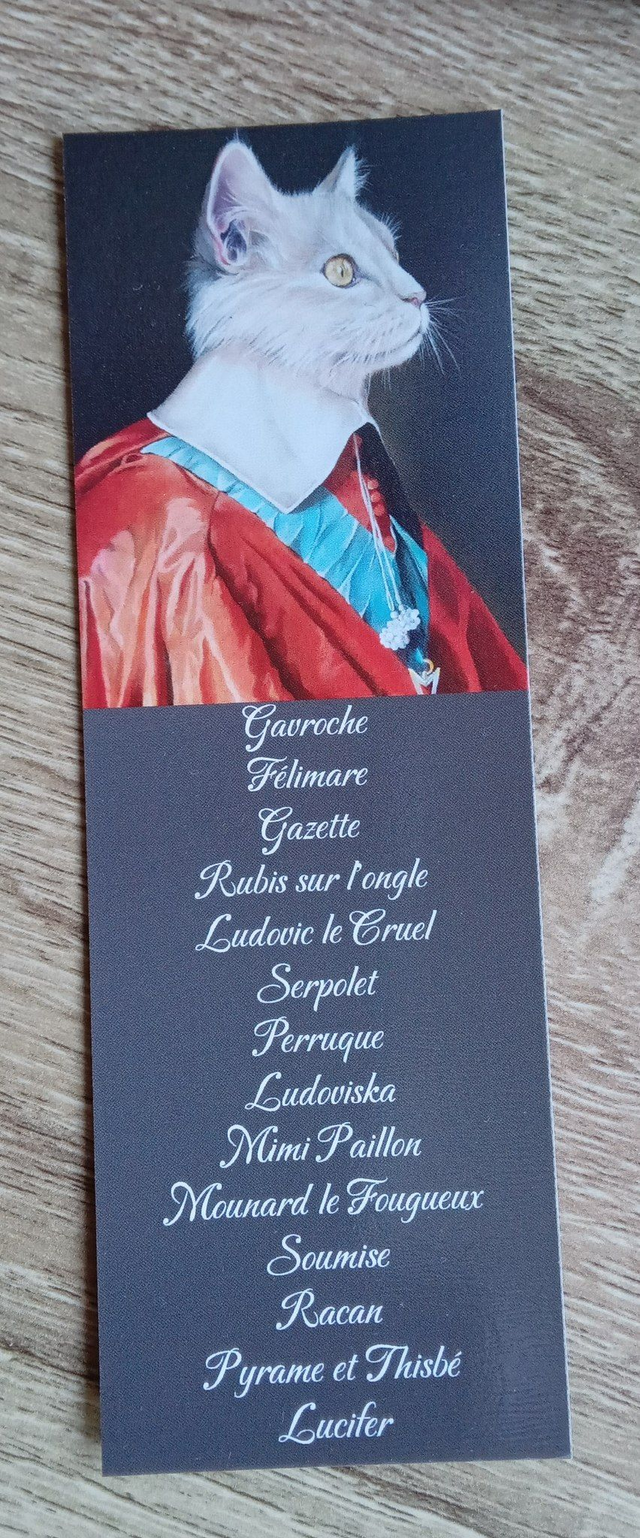 Gavroche
Félimare
Gazette
Rubis sur l'ongle
Ludovic le Cruel
Serpolet
Perruque
Ludoviska
Mimi Paillon
Mounard le Fougueux
Soumise
Racan
Pyrame et Thisbé
Lucifer